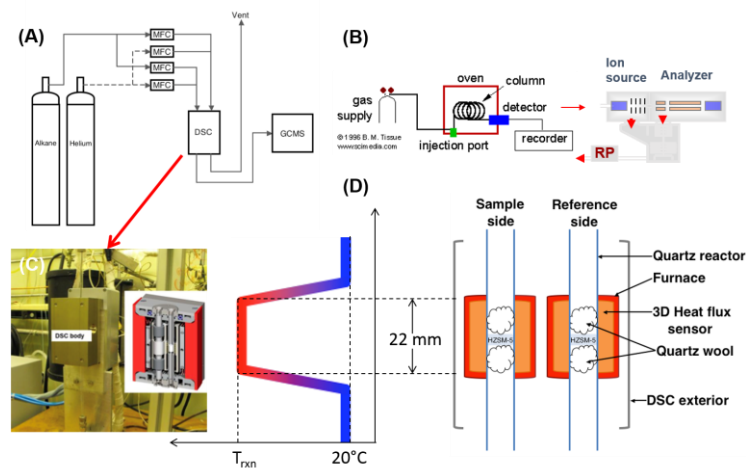 (A)
Vent
MFC
MFC
MFC
MFC
Alkane
Helium
DSC
GCMS
(B)
oven
column
gas
supply
detector
© 1996 B. M. Tissue
www.scimedia.com
injection port
recorder
Ion
source
Analyzer
RP
(C)
DSC body
(D)
22 mm
Trxn
20°C
Sample
side
Reference
side
Quartz reactor
Furnace
3D Heat flux
sensor
HZSM-5
HZSM-5
Quartz wool
DSC exterior